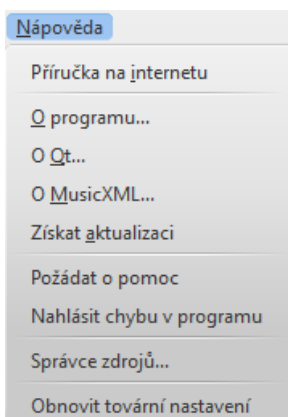 Nápověda
Příručka na internetu
O programu...
O Qt...
O MusicXML...
Získat aktualizaci
Požádat o pomoc
Nahlásit chybu v programu
Správce zdrojů...
Obnovit tovární nastavení